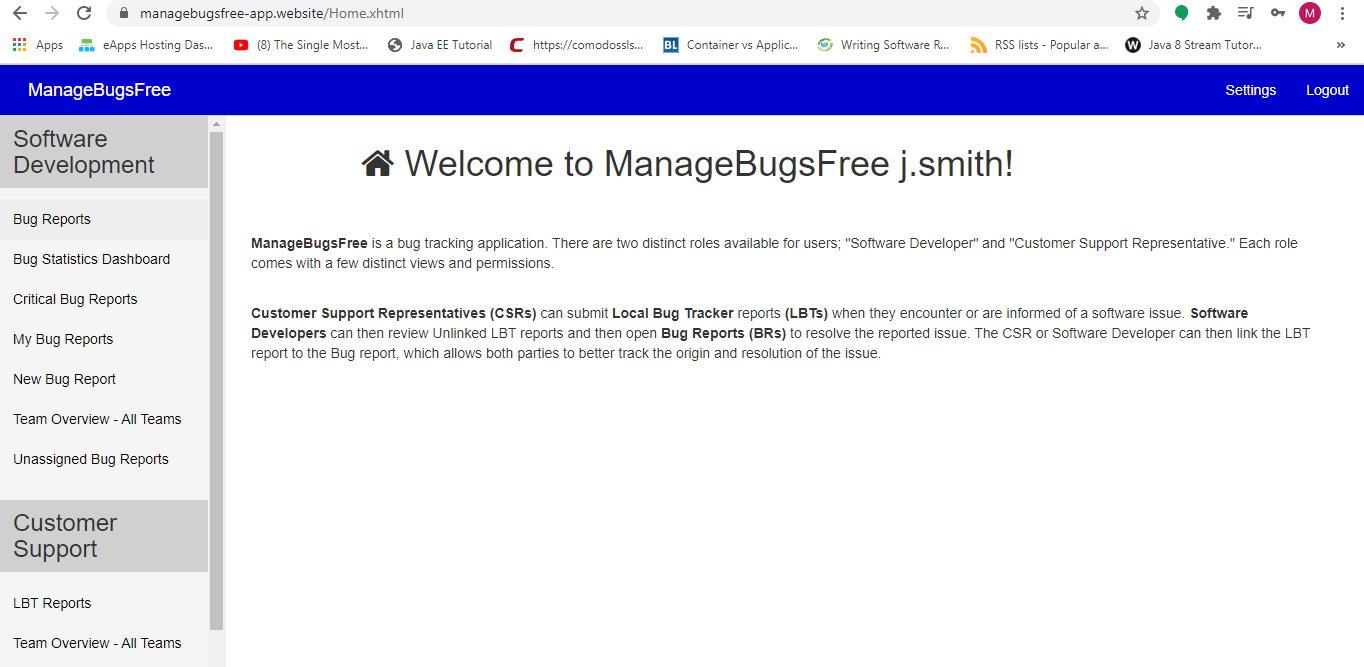 managebugsfree-app.website/Home.xhtml
M
Apps eApps Hosting Das... (8) The Single Most... Java EE Tutorial https://comodossls... BL Container vs Applic... Writing Software R... RSS lists - Popular a... W Java 8 Stream Tutor... »
ManageBugsFree Settings Logout
Software
Development
Bug Reports
Bug Statistics Dashboard
Critical Bug Reports
My Bug Reports
New Bug Report
Team Overview - All Teams
Unassigned Bug Reports
Customer
Support
LBT Reports
Team Overview - All Teams
Welcome to ManageBugsFree j.smith!
ManageBugsFree is a bug tracking application. There are two distinct roles available for users; "Software Developer" and "Customer Support Representative." Each role
comes with a few distinct views and permissions.
Customer Support Representatives (CSRs) can submit Local Bug Tracker reports (LBTs) when they encounter or are informed of a software issue. Software
Developers can then review Unlinked LBT reports and then open Bug Reports (BRs) to resolve the reported issue. The CSR or Software Developer can then link the LBT
report to the Bug report, which allows both parties to better track the origin and resolution of the issue.